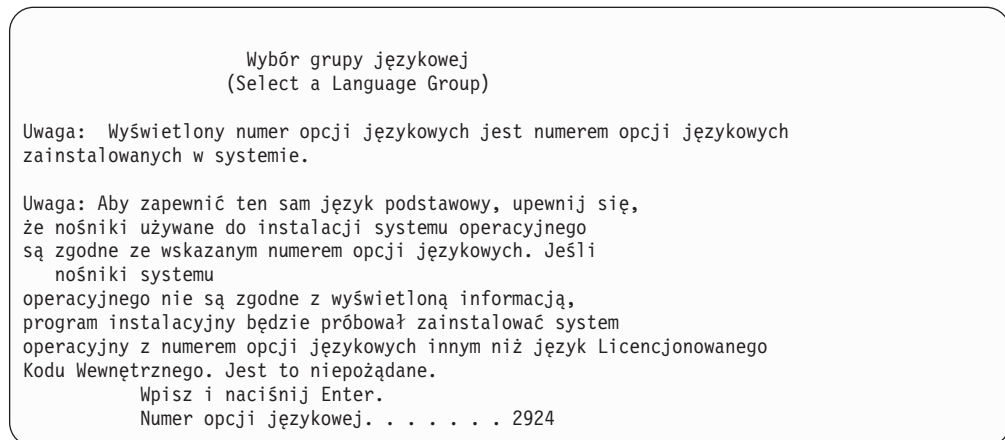 Wybór grupy językowej
(Select a Language Group)
Uwaga: Wyświetlony numer opcji językowych jest numerem opcji językowych
zainstalowanych w systemie.
Uwaga: Aby zapewnić ten sam język podstawowy, upewnij się,
że nośniki używane do instalacji systemu operacyjnego
są zgodne ze wskazanym numerem opcji językowych. Jeśli
nośniki systemu
operacyjnego nie są zgodne z wyświetloną informacją,
program instalacyjny będzie próbował zainstalować system
operacyjny z numerem opcji językowych innym niż język Licencjonowanego
Kodu Wewnętrznego. Jest to niepożądane.
Wpisz i naciśnij Enter.
Numer opcji językowej. . . . . . . 2924